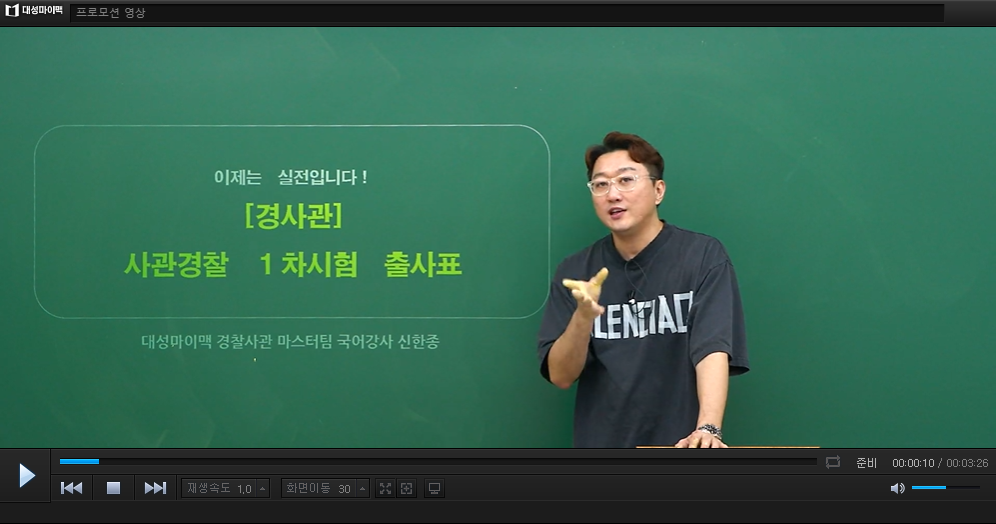 대성마이맥 프로모션 영상
이제는 실전입니다!
[경사관]
사관경찰 1차시험 출사표
대성마이맥 경찰사관 마스터팀 국어강사 신한종
준비 00:00:10 / 00:03:26
재생속도 1,0 화면이동 30